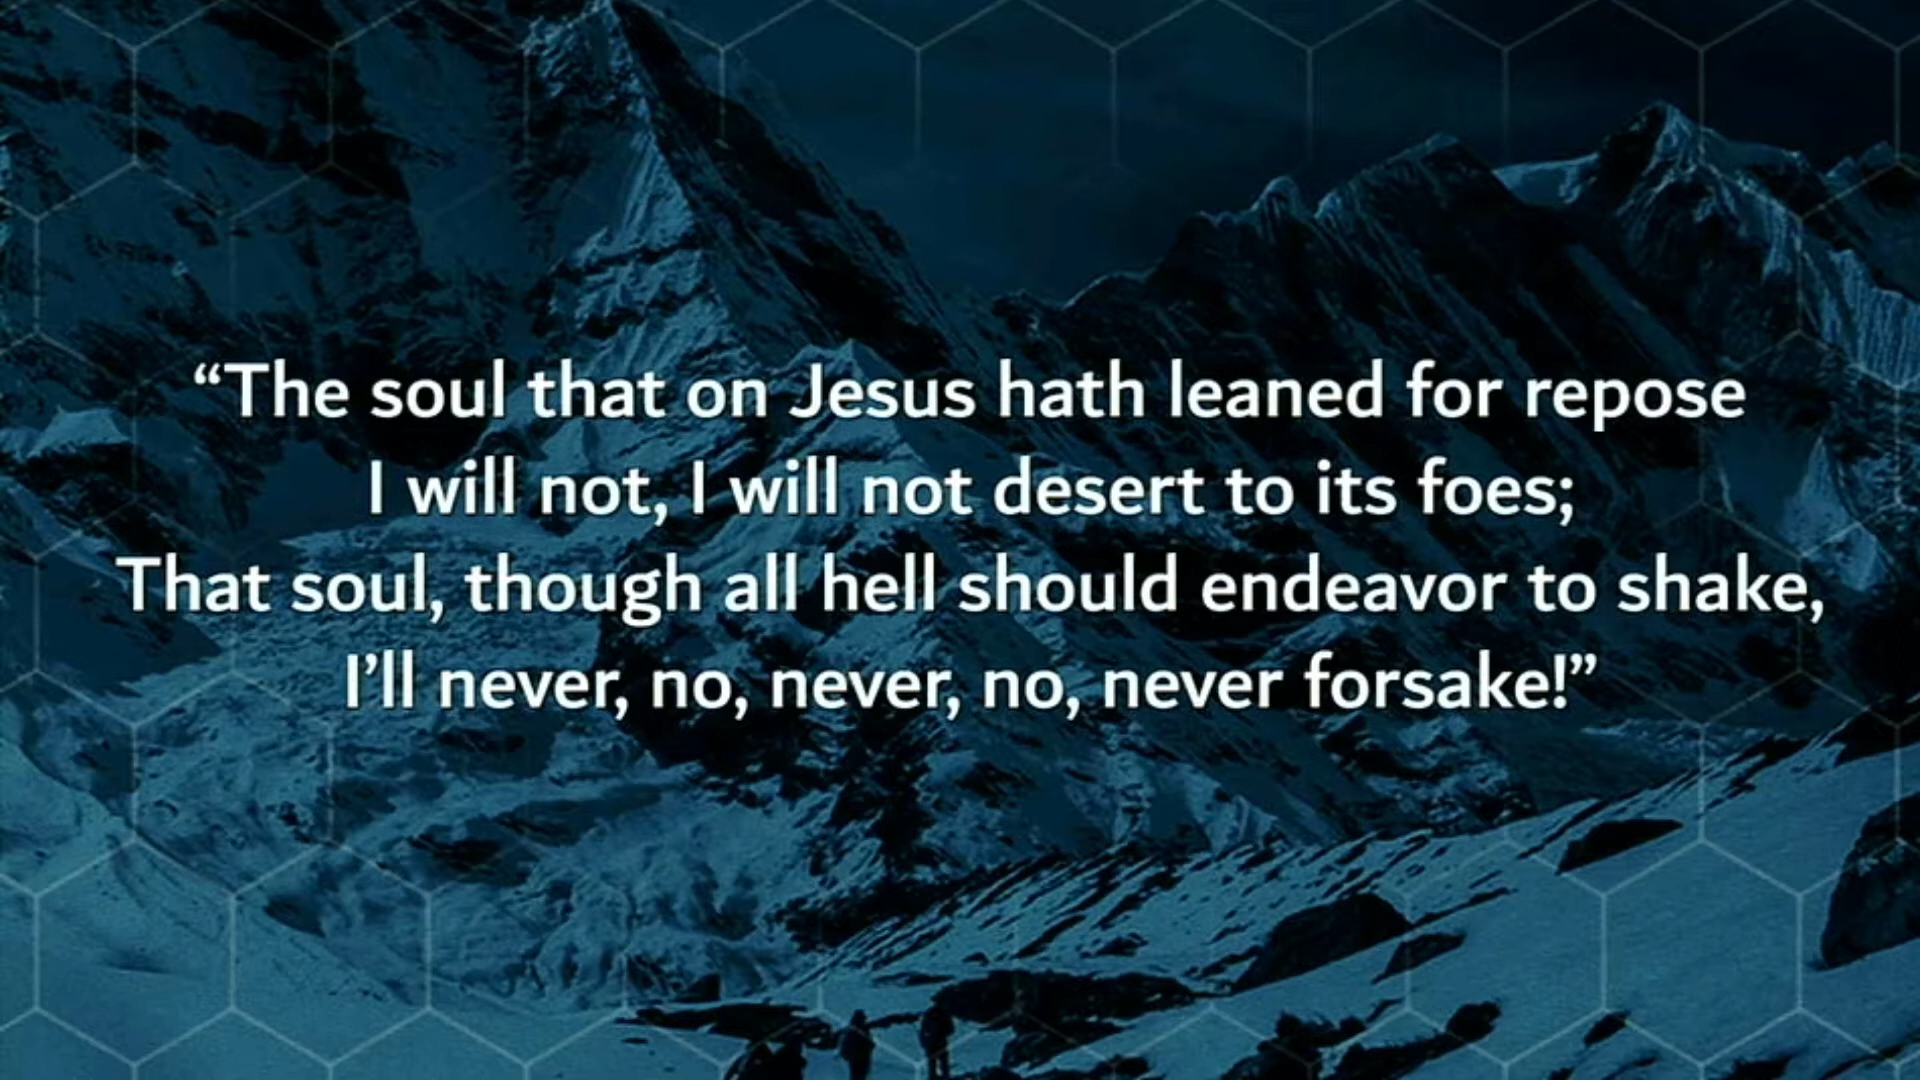 “The soul that on Jesus hath leaned for repose
I will not, I will not desert to its foes;
That soul, though all hell should endeavor to shake,
I’ll never, no, never, no, never forsake!”